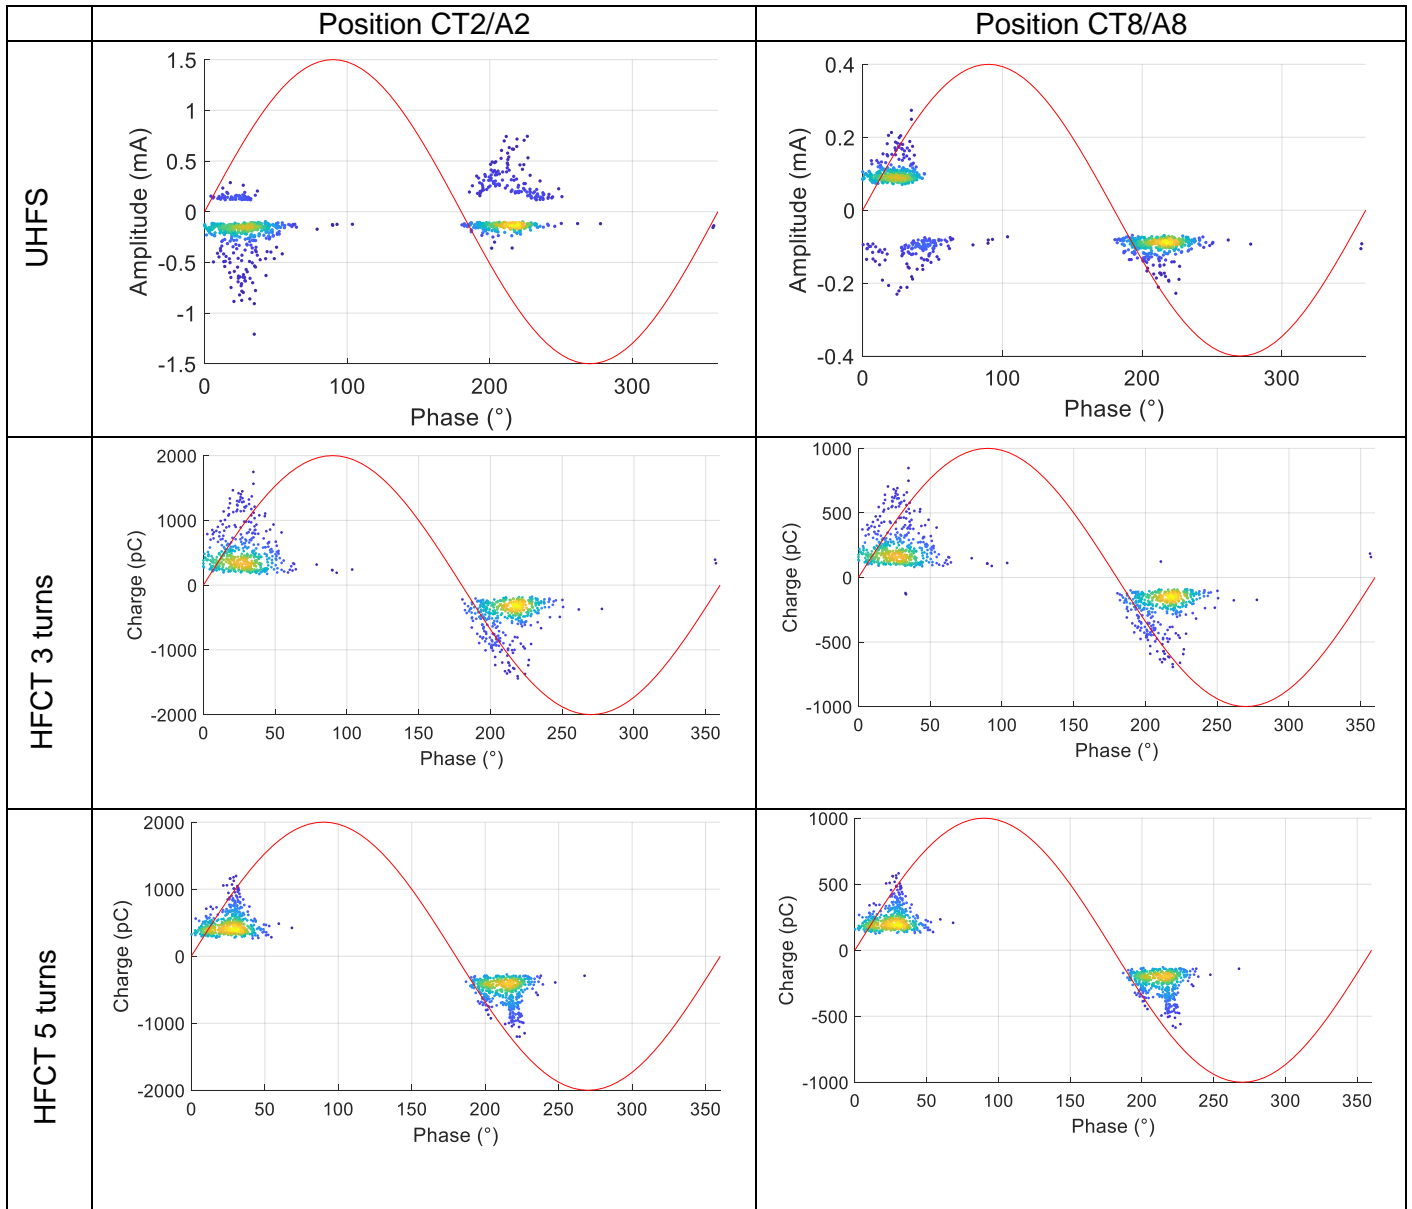 Position CT2/A2
Position CT8/A8
UHFS
1.5
1
0.5
0
-0.5
-1
-1.5
Amplitude (mA)
0 100 200 300
Phase (°)
0.4
0.2
0
-0.2
-0.4
Amplitude (mA)
0 100 200 300
Phase (°)
HFCT 3 turns
2000
1000
0
-1000
-2000
Charge (pC)
0 50 100 150 200 250 300 350
Phase (°)
1000
500
0
-500
-1000
Charge (pC)
0 50 100 150 200 250 300 350
Phase (°)
HFCT 5 turns
2000
1000
0
-1000
-2000
Charge (pC)
0 50 100 150 200 250 300 350
Phase (°)
1000
500
0
-500
-1000
Charge (pC)
0 50 100 150 200 250 300 350
Phase (°)